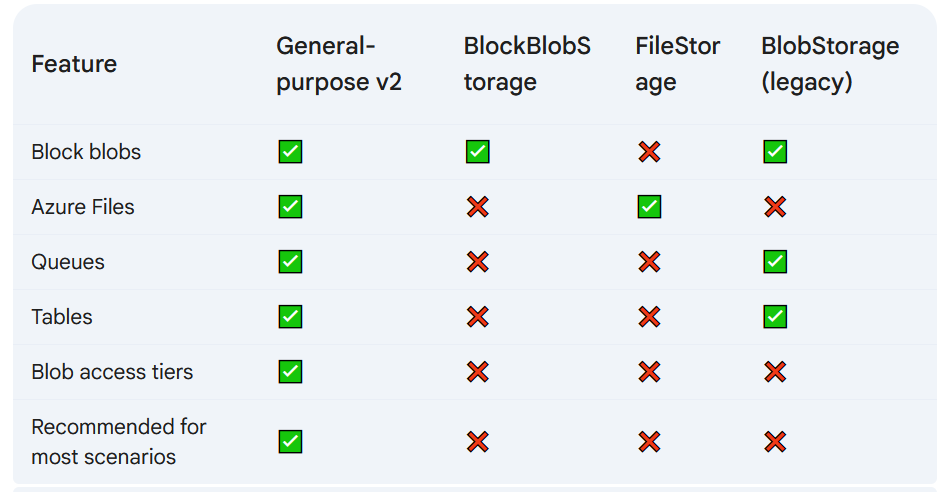 Feature General-purpose v2 BlockBlobStorage FileStorage BlobStorage (legacy)
Block blobs ✅ ✅ ❌ ✅
Azure Files ✅ ❌ ✅ ❌
Queues ✅ ❌ ❌ ✅
Tables ✅ ❌ ❌ ✅
Blob access tiers ✅ ❌ ❌ ❌
Recommended for most scenarios ✅ ❌ ❌ ❌